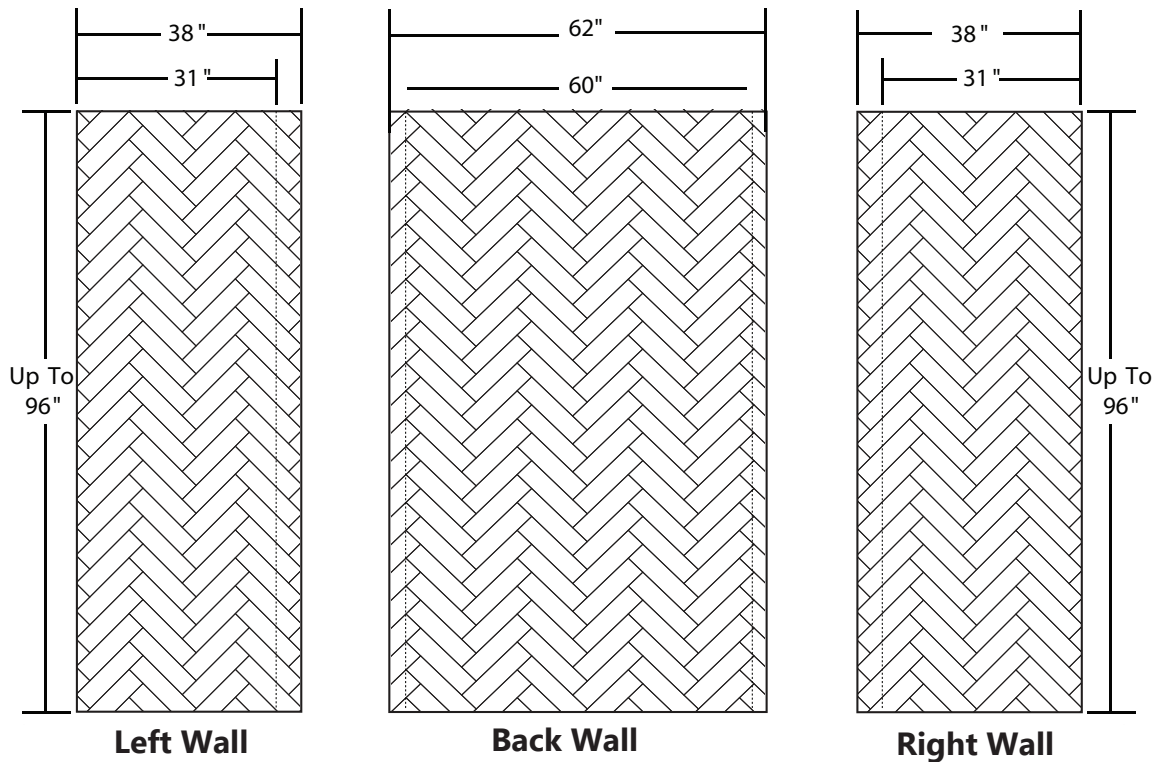 38"
31"
62"
60"
38"
31"
Up To
96"
Up To
96"
Left Wall
Back Wall
Right Wall